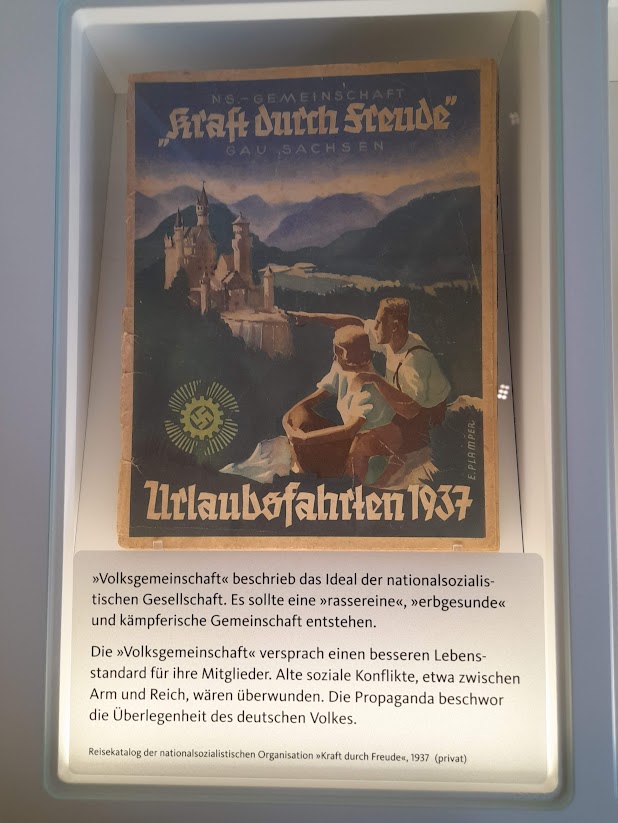 NS.-GEMEINSCHAFT
„Kraft durch Freude"
GAU SACHSEN
E. PLAMPER.
Urlaubsfahrten 1937
»Volksgemeinschaft« beschrieb das Ideal der nationalsozialis-
tischen Gesellschaft. Es sollte eine »rassereine«, »erbgesunde«
und kämpferische Gemeinschaft entstehen.
Die »Volksgemeinschaft« versprach einen besseren Lebens-
standard für ihre Mitglieder. Alte soziale Konflikte, etwa zwischen
Arm und Reich, wären überwunden. Die Propaganda beschwor
die Überlegenheit des deutschen Volkes.
Reisekatalog der nationalsozialistischen Organisation »Kraft durch Freude«, 1937 (privat)